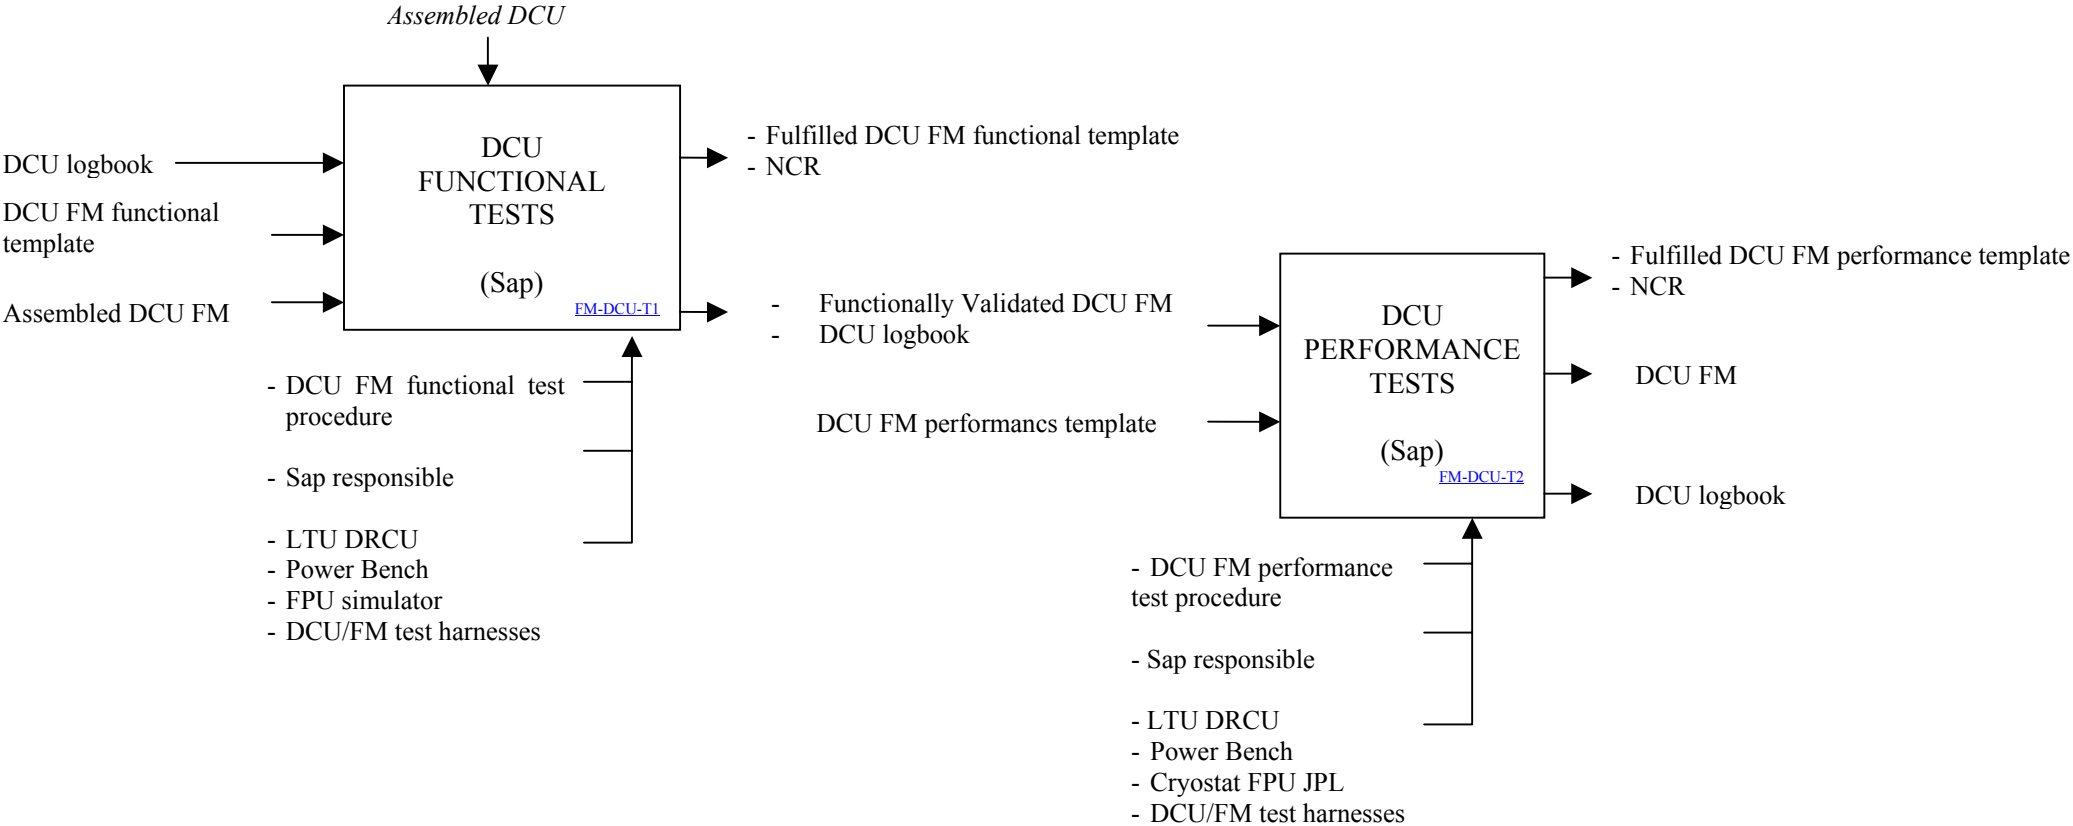 Assembled DCU
DCU logbook
DCU FM functional
template
Assembled DCU FM
DCU
FUNCTIONAL
TESTS
(Sap)
FM-DCU-T1
- Fulfilled DCU FM functional template
- NCR
- Functionally Validated DCU FM
- DCU logbook
- DCU FM functional test
procedure
- Sap responsible
- LTU DRCU
- Power Bench
- FPU simulator
- DCU/FM test harnesses
DCU FM performancs template
DCU
PERFORMANCE
TESTS
(Sap)
FM-DCU-T2
- Fulfilled DCU FM performance template
- NCR
DCU FM
DCU logbook
- DCU FM performance
test procedure
- Sap responsible
- LTU DRCU
- Power Bench
- Cryostat FPU JPL
- DCU/FM test harnesses